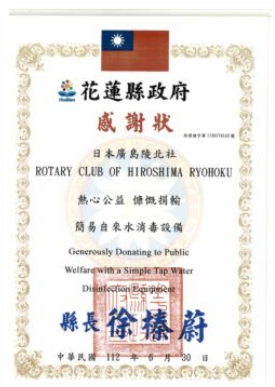 花蓮縣政府
感謝狀
日本廣島陵北社
ROTARY CLUB OF HIROSHIMA RYOHOKU
熱心公益 慷慨捐輸
簡易自來水消毒設備
Generously Donating to Public
Welfare with a Simple Tap Water
Disinfection Equipment
縣長 徐榛蔚
中華民國 112 年 6 月 30 日